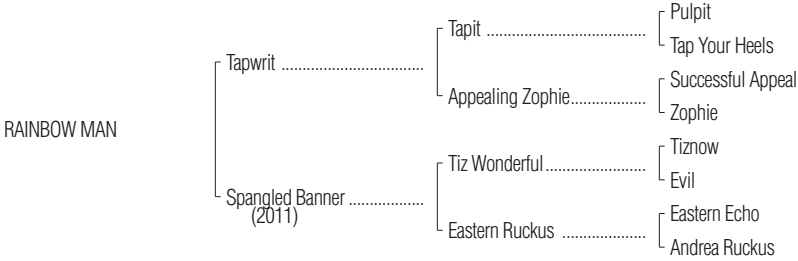 Pulpit
Tapit ....................................
Tap Your Heels
Tapwrit ................................
Successful Appeal
Appealing Zophie.................
Zophie
RAINBOW MAN
Tiznow
Tiz Wonderful.......................
Evil
Spangled Banner .................
(2011)
Eastern Echo
Eastern Ruckus ...................
Andrea Ruckus